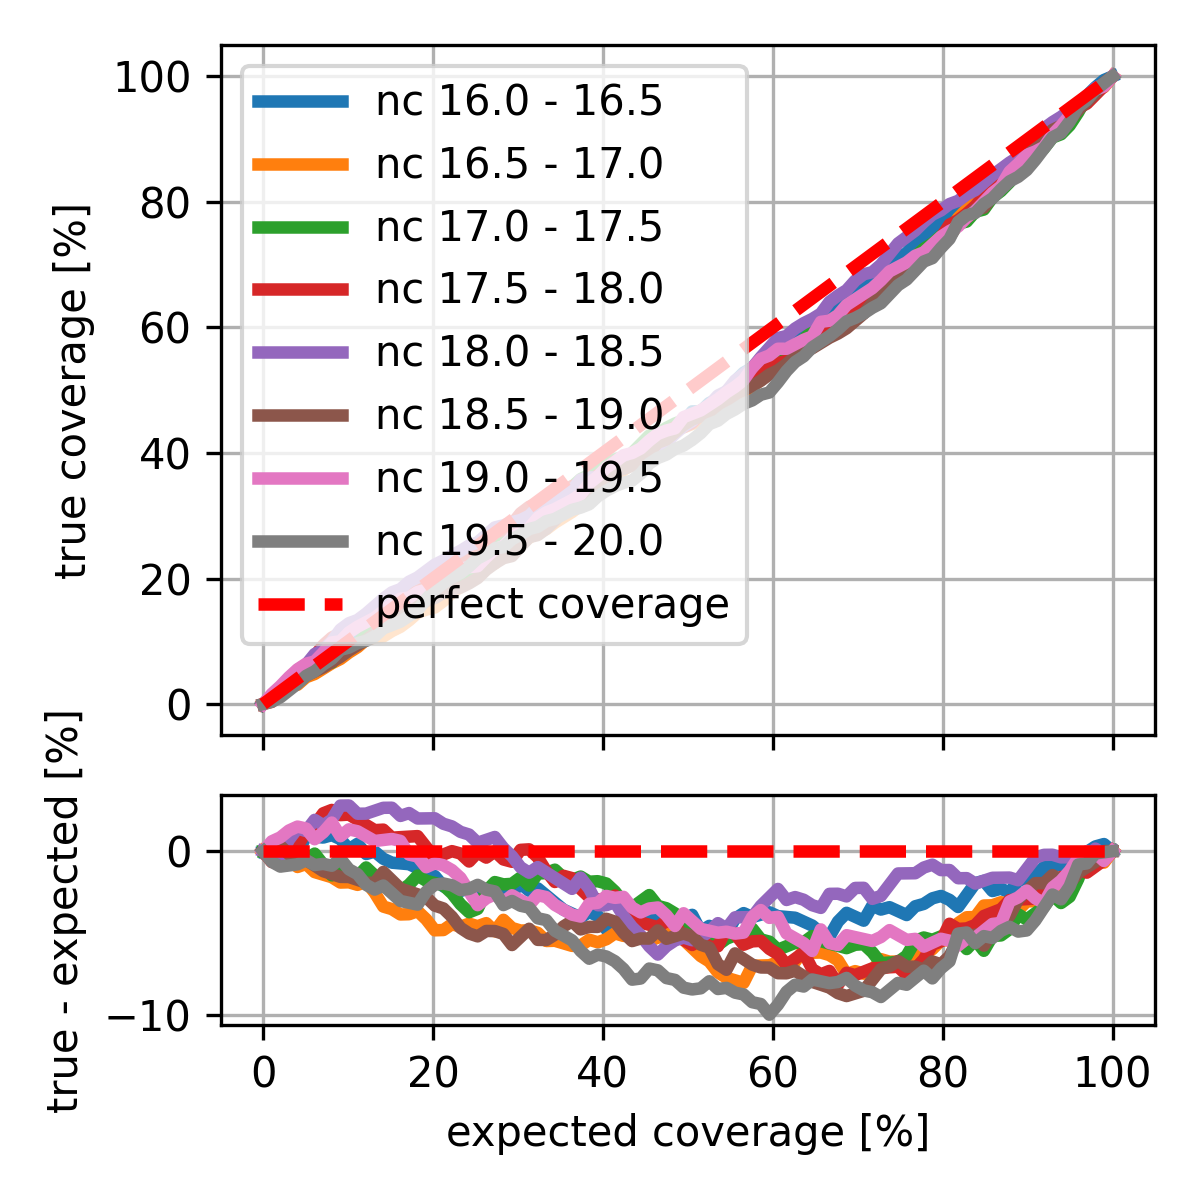 true coverage [%]
100
80
60
40
20
0
nc 16.0 - 16.5
nc 16.5 - 17.0
nc 17.0 - 17.5
nc 17.5 - 18.0
nc 18.0 - 18.5
nc 18.5 - 19.0
nc 19.0 - 19.5
nc 19.5 - 20.0
perfect coverage
true - expected [%]
0
−10
0 20 40 60 80 100
expected coverage [%]